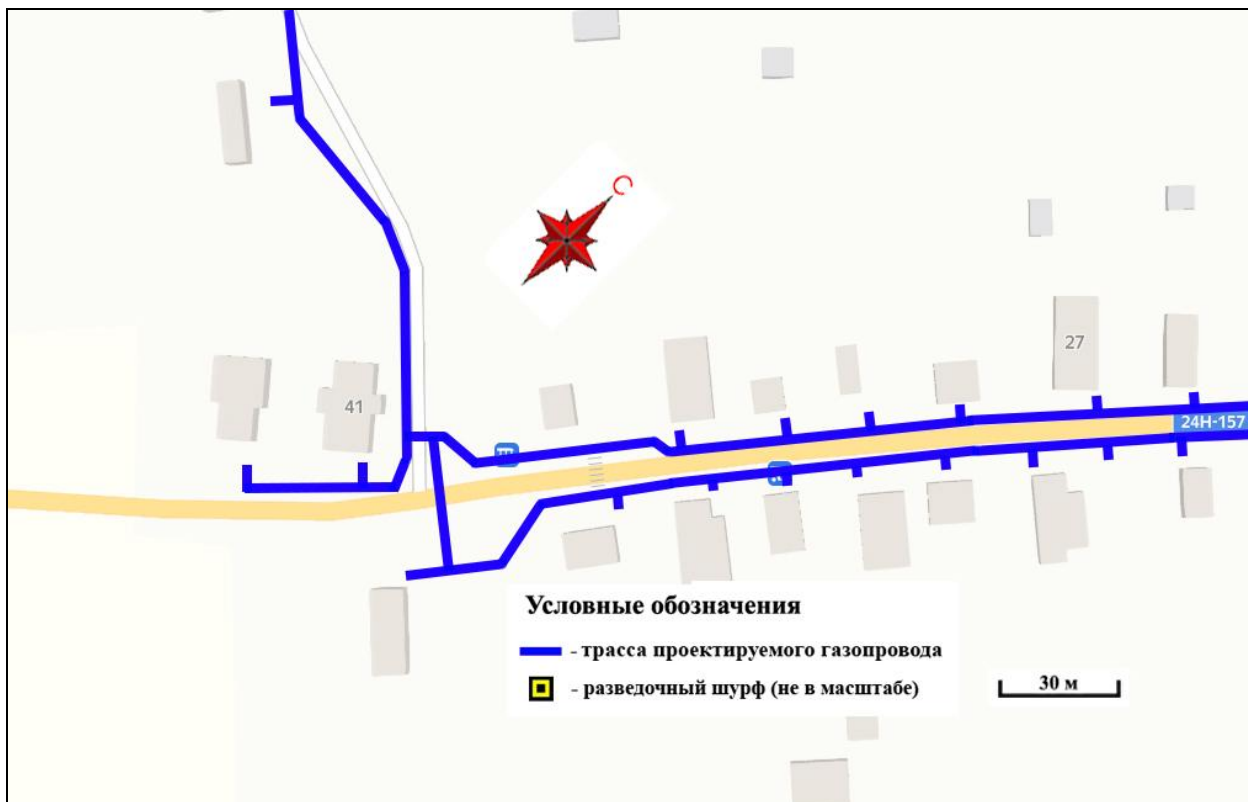 С
41
27
24Н-157
Условные обозначения
- трасса проектируемого газопровода
- разведочный шурф (не в масштабе)
30 м